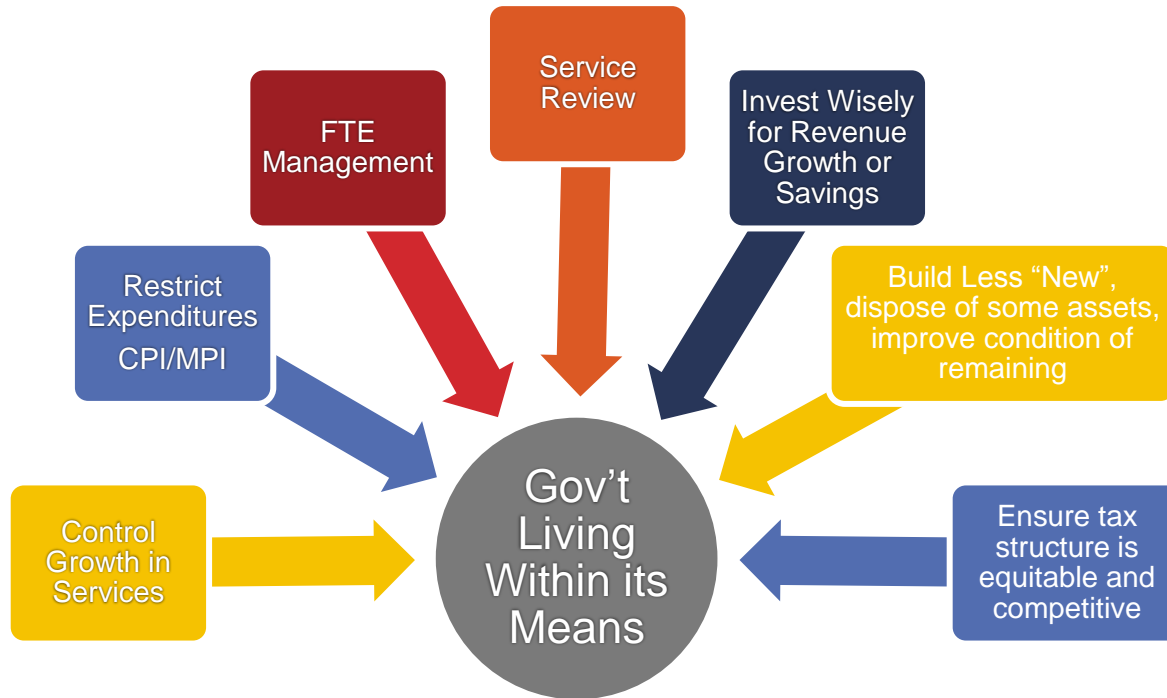 Service
Review
FTE
Management
Invest Wisely
for Revenue
Growth or
Savings
Restrict
Expenditures
CPI/MPI
Build Less “New”,
dispose of some assets,
improve condition of
remaining
Control
Growth in
Services
Gov’t
Living
Within its
Means
Ensure tax
structure is
equitable and
competitive